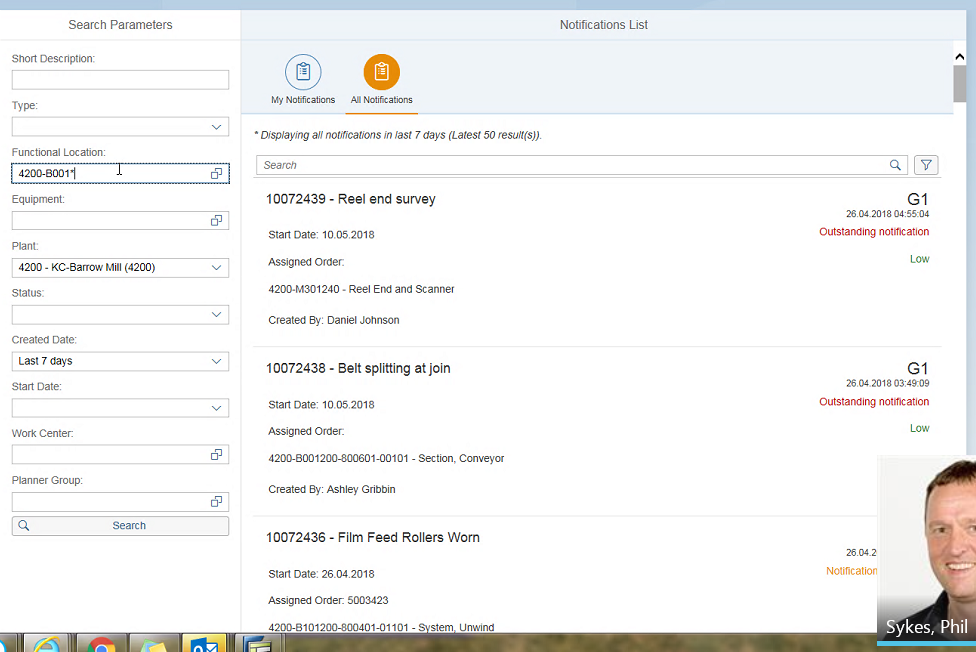 Search Parameters
Short Description:
Type:
Functional Location:
4200-B001*
Equipment:
Plant:
4200 - KC-Barrow Mill (4200)
Status:
Created Date:
Last 7 days
Start Date:
Work Center:
Planner Group:
Search
Notifications List
My Notifications
All Notifications
* Displaying all notifications in last 7 days (Latest 50 result(s)).
Search
10072439 - Reel end survey
G1
26.04.2018 04:55:04
Start Date: 10.05.2018
Outstanding notification
Assigned Order:
Low
4200-M301240 - Reel End and Scanner
Created By: Daniel Johnson
10072438 - Belt splitting at join
G1
26.04.2018 03:49:09
Start Date: 10.05.2018
Outstanding notification
Assigned Order:
Low
4200-B001200-800601-00101 - Section, Conveyor
Created By: Ashley Gribbin
10072436 - Film Feed Rollers Worn
26.04.2
Start Date: 26.04.2018
Notification
Assigned Order: 5003423
4200-B101200-800401-01101 - System, Unwind
Sykes, Phil